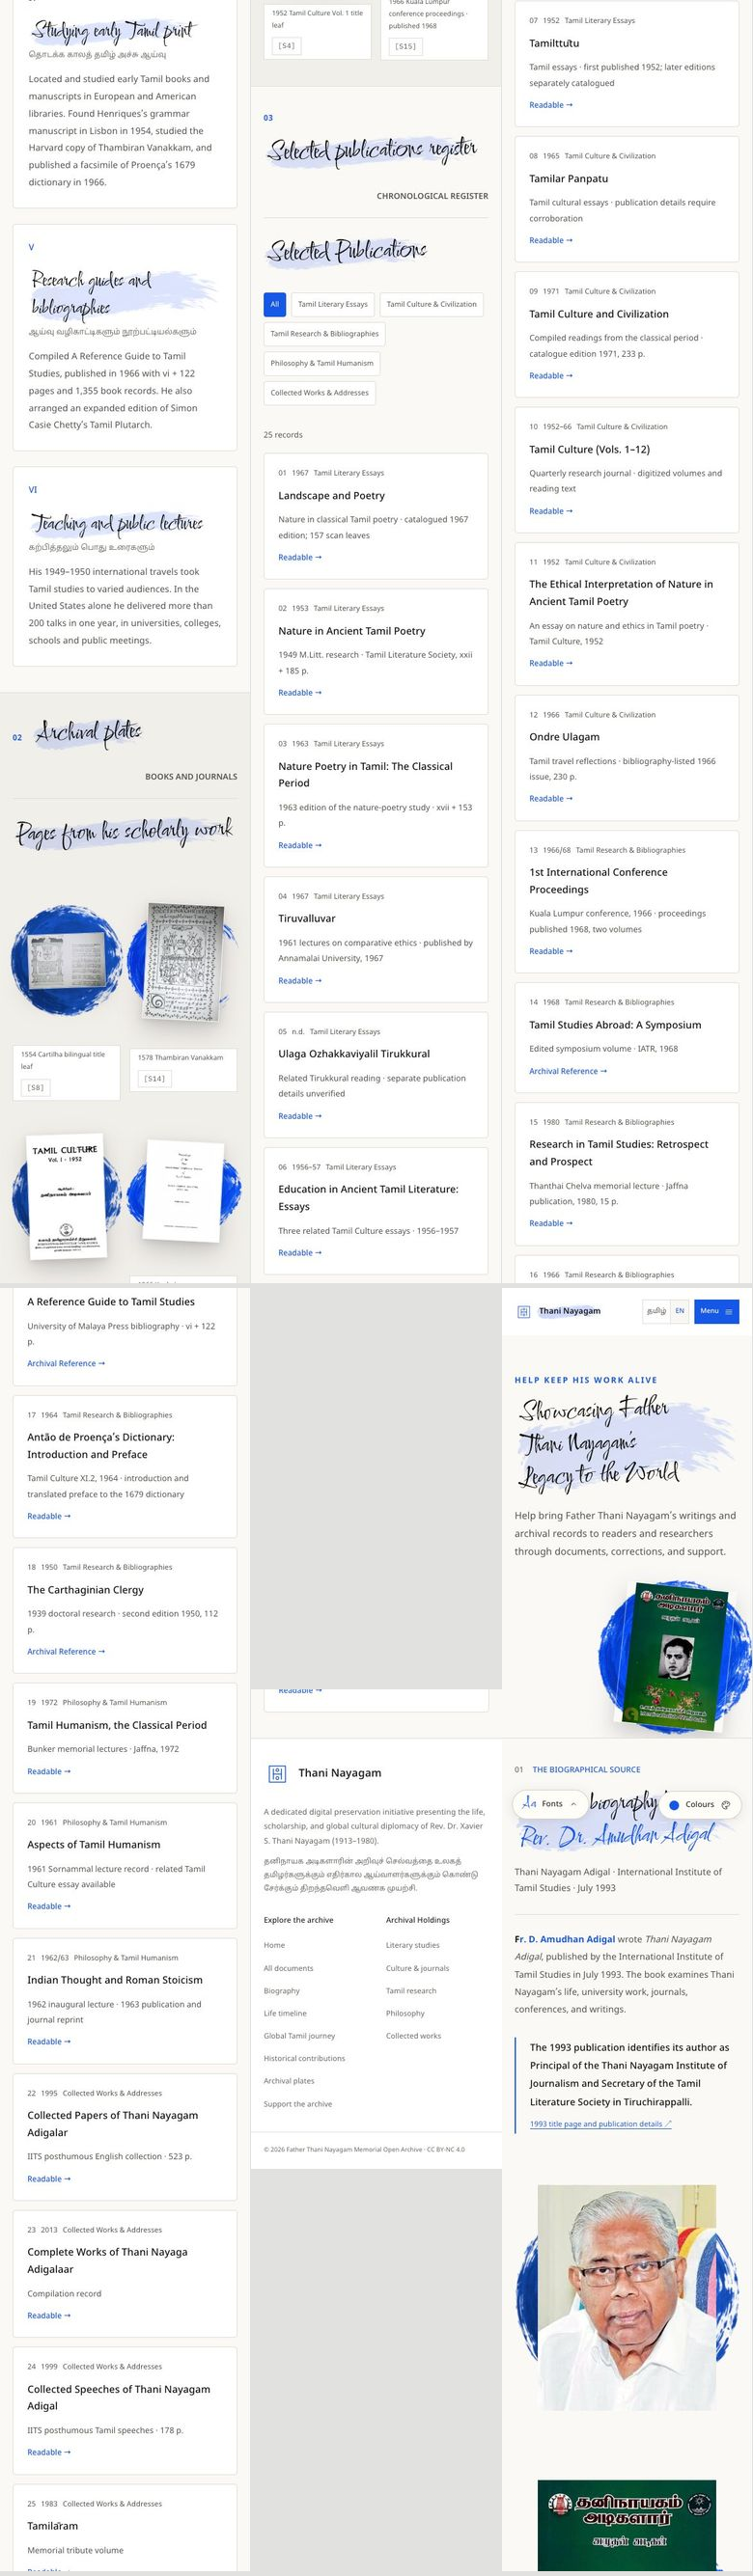 Studying early Tamil print
தொடக்க காலத் தமிழ் அச்சு ஆய்வு
Located and studied early Tamil books and
manuscripts in European and American
libraries. Found Henriques's grammar
manuscript in Lisbon in 1954, studied the
Harvard copy of Thambiran Vanakkam, and
published a facsimile of Proença's 1679
dictionary in 1966.
V
Research guides and
bibliographies
ஆய்வு வழிகாட்டிகளும் நூற்பட்டியல்களும்
Compiled A Reference Guide to Tamil
Studies, published in 1966 with vi + 122
pages and 1,355 book records. He also
arranged an expanded edition of Simon
Casie Chetty's Tamil Plutarch.
VI
Teaching and public lectures
கற்பித்தலும் பொது உரைகளும்
His 1949–1950 international travels took
Tamil studies to varied audiences. In the
United States alone he delivered more than
200 talks in one year, in universities, colleges,
schools and public meetings.
02 Archival plates
BOOKS AND JOURNALS
Pages from his scholarly work
1554 Cartilha bilingual title
leaf
[S8]
1578 Thambiran Vanakkam
[S14]
TAMIL CULTURE
Vol. I - 1952
1952 Tamil Culture Vol. 1 title
leaf
[S4]
1966 Kuala Lumpur
conference proceedings ·
published 1968
[S15]
03
Selected publications register
CHRONOLOGICAL REGISTER
Selected Publications
All
Tamil Literary Essays
Tamil Culture & Civilization
Tamil Research & Bibliographies
Philosophy & Tamil Humanism
Collected Works & Addresses
25 records
01 1967 Tamil Literary Essays
Landscape and Poetry
Nature in classical Tamil poetry · catalogued 1967
edition; 157 scan leaves
Readable →
02 1953 Tamil Literary Essays
Nature in Ancient Tamil Poetry
1949 M.Litt. research · Tamil Literature Society, xxii
+ 185 p.
Readable →
03 1963 Tamil Literary Essays
Nature Poetry in Tamil: The Classical
Period
1963 edition of the nature-poetry study · xvii + 153
p.
Readable →
04 1967 Tamil Literary Essays
Tiruvalluvar
1961 lectures on comparative ethics · published by
Annamalai University, 1967
Readable →
05 n.d. Tamil Literary Essays
Ulaga Ozhakkaviyalil Tirukkural
Related Tirukkural reading · separate publication
details unverified
Readable →
06 1956–57 Tamil Literary Essays
Education in Ancient Tamil Literature:
Essays
Three related Tamil Culture essays · 1956–1957
Readable →
07 1952 Tamil Literary Essays
Tamilttūtu
Tamil essays · first published 1952; later editions
separately catalogued
Readable →
08 1965 Tamil Culture & Civilization
Tamilar Panpatu
Tamil cultural essays · publication details require
corroboration
Readable →
09 1971 Tamil Culture & Civilization
Tamil Culture and Civilization
Compiled readings from the classical period ·
catalogue edition 1971, 233 p.
Readable →
10 1952–66 Tamil Culture & Civilization
Tamil Culture (Vols. 1–12)
Quarterly research journal · digitized volumes and
reading text
Readable →
11 1952 Tamil Culture & Civilization
The Ethical Interpretation of Nature in
Ancient Tamil Poetry
An essay on nature and ethics in Tamil poetry ·
Tamil Culture, 1952
Readable →
12 1966 Tamil Culture & Civilization
Ondre Ulagam
Tamil travel reflections · bibliography-listed 1966
issue, 230 p.
Readable →
13 1966/68 Tamil Research & Bibliographies
1st International Conference
Proceedings
Kuala Lumpur conference, 1966 · proceedings
published 1968, two volumes
Readable →
14 1968 Tamil Research & Bibliographies
Tamil Studies Abroad: A Symposium
Edited symposium volume · IATR, 1968
Archival Reference →
15 1980 Tamil Research & Bibliographies
Research in Tamil Studies: Retrospect
and Prospect
Thanthai Chelva memorial lecture · Jaffna
publication, 1980, 15 p.
Readable →
16 1966 Tamil Research & Bibliographies
A Reference Guide to Tamil Studies
University of Malaya Press bibliography · vi + 122
p.
Archival Reference →
17 1964 Tamil Research & Bibliographies
Antão de Proença's Dictionary:
Introduction and Preface
Tamil Culture XI.2, 1964 · introduction and
translated preface to the 1679 dictionary
Readable →
18 1950 Tamil Research & Bibliographies
The Carthaginian Clergy
1939 doctoral research · second edition 1950, 112
p.
Archival Reference →
19 1972 Philosophy & Tamil Humanism
Tamil Humanism, the Classical Period
Bunker memorial lectures · Jaffna, 1972
Readable →
20 1961 Philosophy & Tamil Humanism
Aspects of Tamil Humanism
1961 Sornammal lecture record · related Tamil
Culture essay available
Readable →
21 1962/63 Philosophy & Tamil Humanism
Indian Thought and Roman Stoicism
1962 inaugural lecture · 1963 publication and
journal reprint
Readable →
22 1995 Collected Works & Addresses
Collected Papers of Thani Nayagam
Adigalar
IITS posthumous English collection · 523 p.
Readable →
23 2013 Collected Works & Addresses
Complete Works of Thani Nayaga
Adigalaar
Compilation record
Readable →
24 1999 Collected Works & Addresses
Collected Speeches of Thani Nayagam
Adigal
IITS posthumous Tamil speeches · 178 p.
Readable →
25 1983 Collected Works & Addresses
Tamilāram
Memorial tribute volume
Readable →
Thani Nayagam
A dedicated digital preservation initiative presenting the life,
scholarship, and global cultural diplomacy of Rev. Dr. Xavier
S. Thani Nayagam (1913–1980).
தனிநாயக அடிகளாரின் அறிவுச் செல்வத்தை உலகத்
தமிழர்களுக்கும் எதிர்கால ஆய்வாளர்களுக்கும் கொண்டு
சேர்க்கும் திறந்தவெளி ஆவணக முயற்சி.
Explore the archive
Home
All documents
Biography
Life timeline
Global Tamil journey
Historical contributions
Archival plates
Support the archive
Archival Holdings
Literary studies
Culture & journals
Tamil research
Philosophy
Collected works
© 2026 Father Thani Nayagam Memorial Open Archive · CC BY-NC 4.0
Thani Nayagam
தமிழ்
EN
Menu
HELP KEEP HIS WORK ALIVE
Showcasing Father
Thani Nayagam's
Legacy to the World
Help bring Father Thani Nayagam's writings and
archival records to readers and researchers
through documents, corrections, and support.
தனிநாயகம்
அடிகளார்
அமுதன் அடிகள்
01 THE BIOGRAPHICAL SOURCE
Aa Fonts
biography
Colours
Rev. Dr. Amudhan Adigal
Thani Nayagam Adigal · International Institute of
Tamil Studies · July 1993
Fr. D. Amudhan Adigal wrote Thani Nayagam
Adigal, published by the International Institute of
Tamil Studies in July 1993. The book examines Thani
Nayagam's life, university work, journals,
conferences, and writings.
The 1993 publication identifies its author as
Principal of the Thani Nayagam Institute of
Journalism and Secretary of the Tamil
Literature Society in Tiruchirappalli.
1993 title page and publication details ↗
தனிநாயகம்
அடிகளார்
அமுதன் அடிகள்